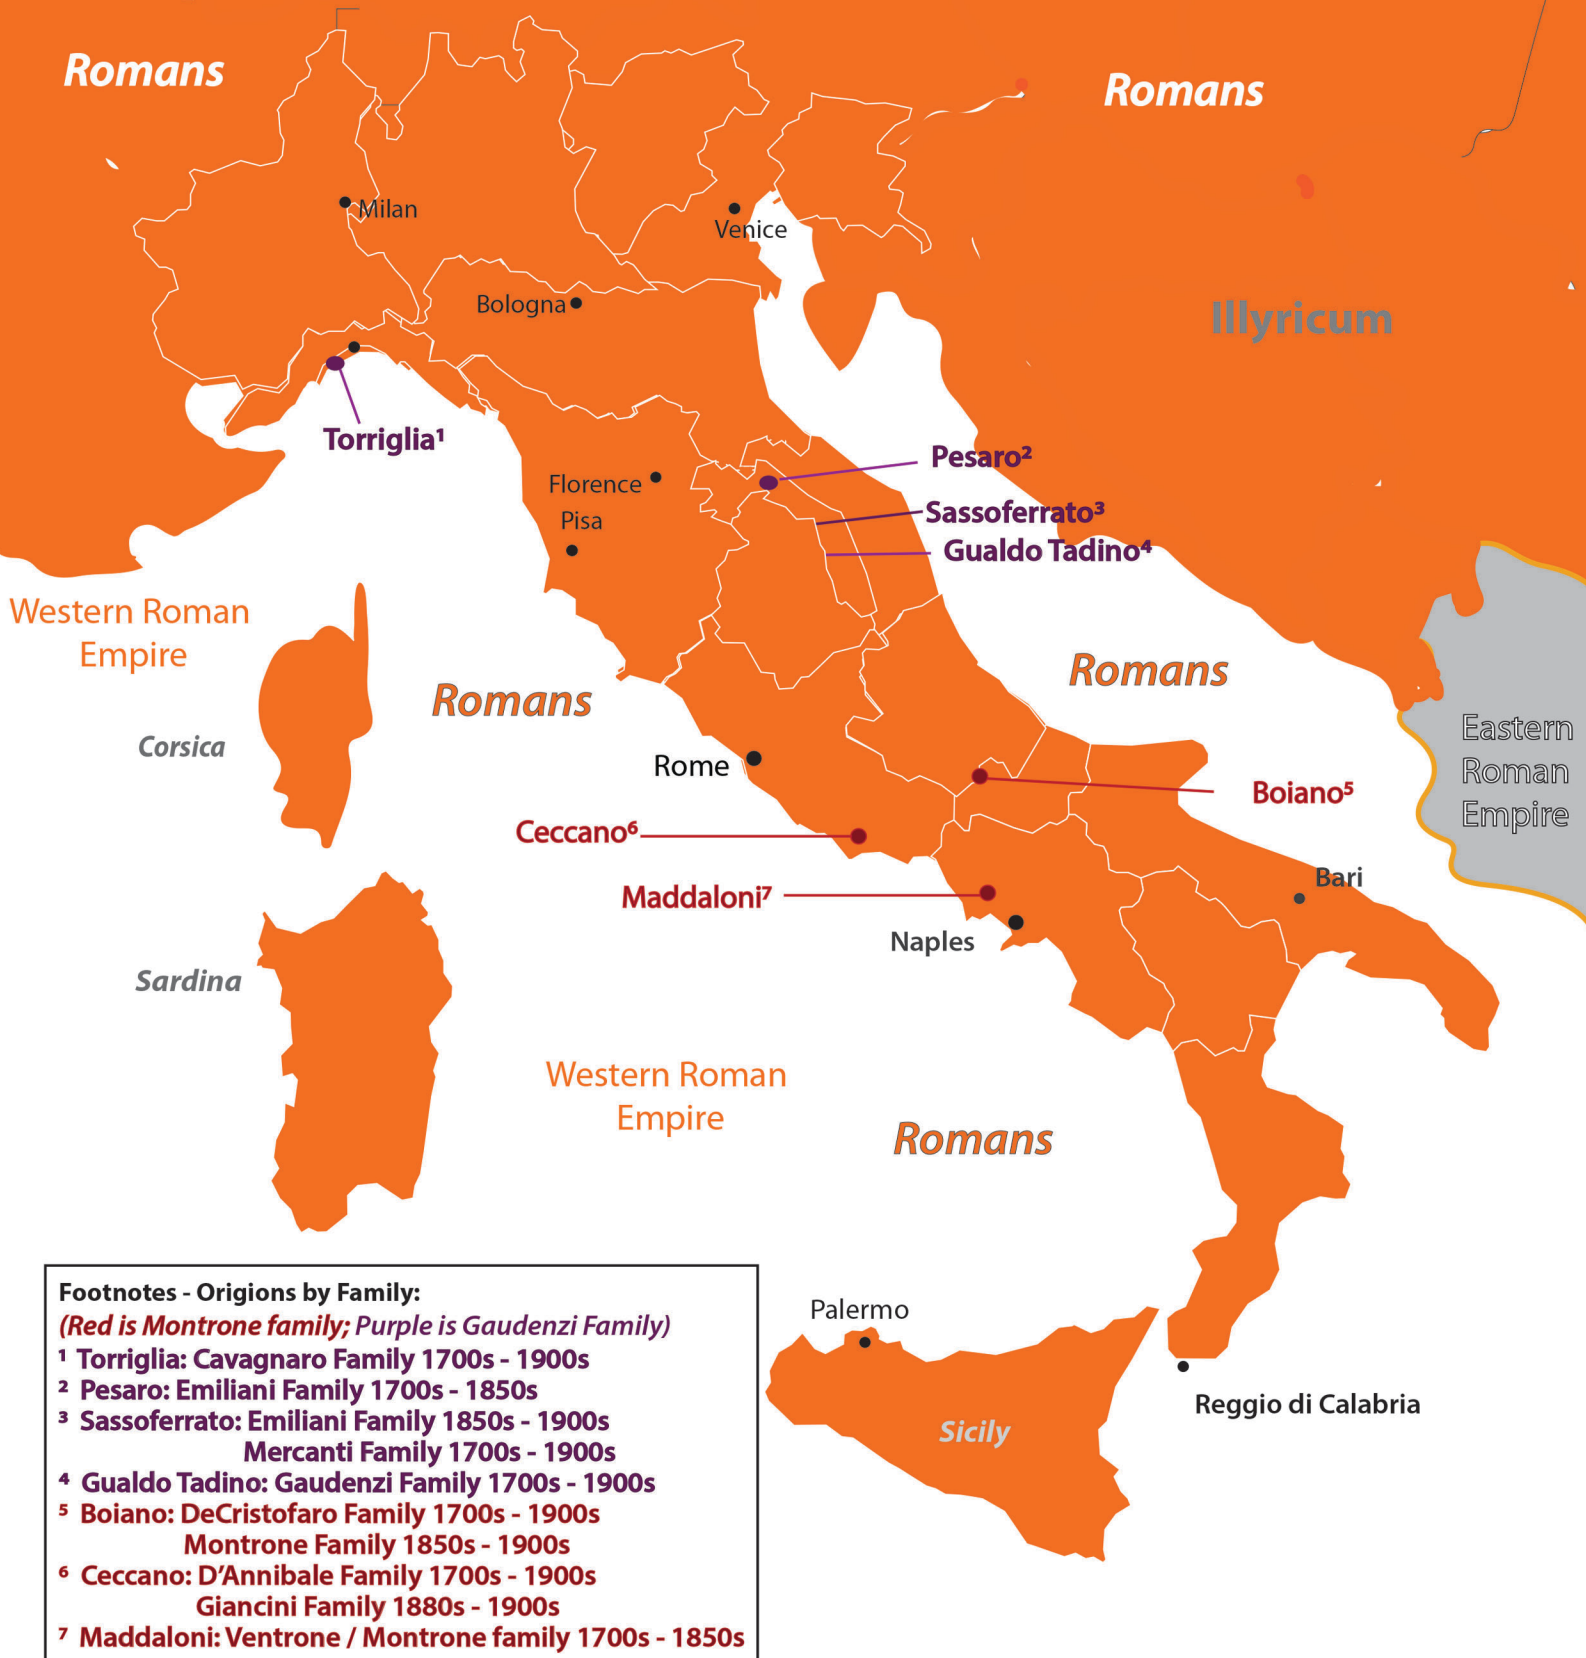 Romans
Romans
Milan
Venice
Bologna
Illyricum
Torriglia¹
Pesaro²
Florence
Sassoferrato³
Pisa
Gualdo Tadino⁴
Western Roman
Empire
Romans
Romans
Corsica
Eastern
Roman
Empire
Rome
Boiano⁵
Ceccano⁶
Bari
Maddaloni⁷
Naples
Sardina
Western Roman
Empire
Romans
Palermo
Reggio di Calabria
Sicily
Footnotes - Origions by Family:
(Red is Montrone family; Purple is Gaudenzi Family)
¹ Torriglia: Cavagnaro Family 1700s - 1900s
² Pesaro: Emiliani Family 1700s - 1850s
³ Sassoferrato: Emiliani Family 1850s - 1900s
Mercanti Family 1700s - 1900s
⁴ Gualdo Tadino: Gaudenzi Family 1700s - 1900s
⁵ Boiano: DeCristofaro Family 1700s - 1900s
Montrone Family 1850s - 1900s
⁶ Ceccano: D’Annibale Family 1700s - 1900s
Giancini Family 1880s - 1900s
⁷ Maddaloni: Ventrone / Montrone family 1700s - 1850s